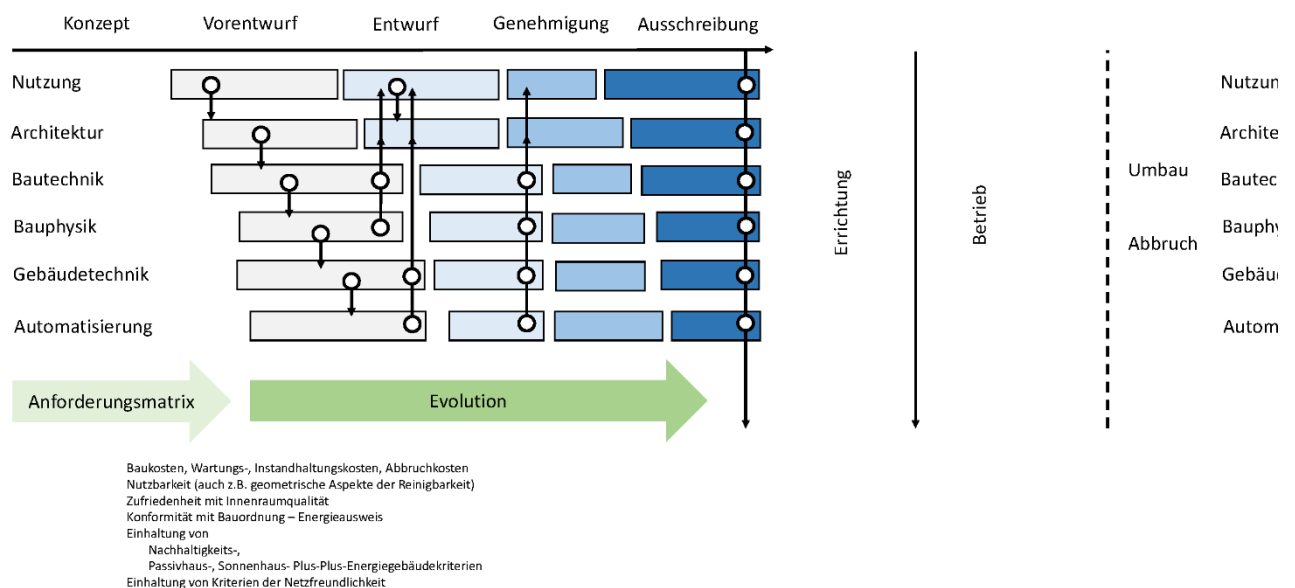 Konzept Vorentwurf Entwurf Genehmigung Ausschreibung
Nutzung
Architektur
Bautechnik
Bauphysik
Gebäudetechnik
Automatisierung
Errichtung
Betrieb
Umbau
Abbruch
Nutzun
Archite
Bautec
Bauphy
Gebäu
Autom
Anforderungsmatrix
Evolution
Baukosten, Wartungs-, Instandhaltungskosten, Abbruchkosten
Nutzbarkeit (auch z.B. geometrische Aspekte der Reinigbarkeit)
Zufriedenheit mit Innenraumqualität
Konformität mit Bauordnung – Energieausweis
Einhaltung von
Nachhaltigkeits-,
Passivhaus-, Sonnenhaus- Plus-Plus-Energiegebäudekriterien
Einhaltung von Kriterien der Netzfreundlichkeit